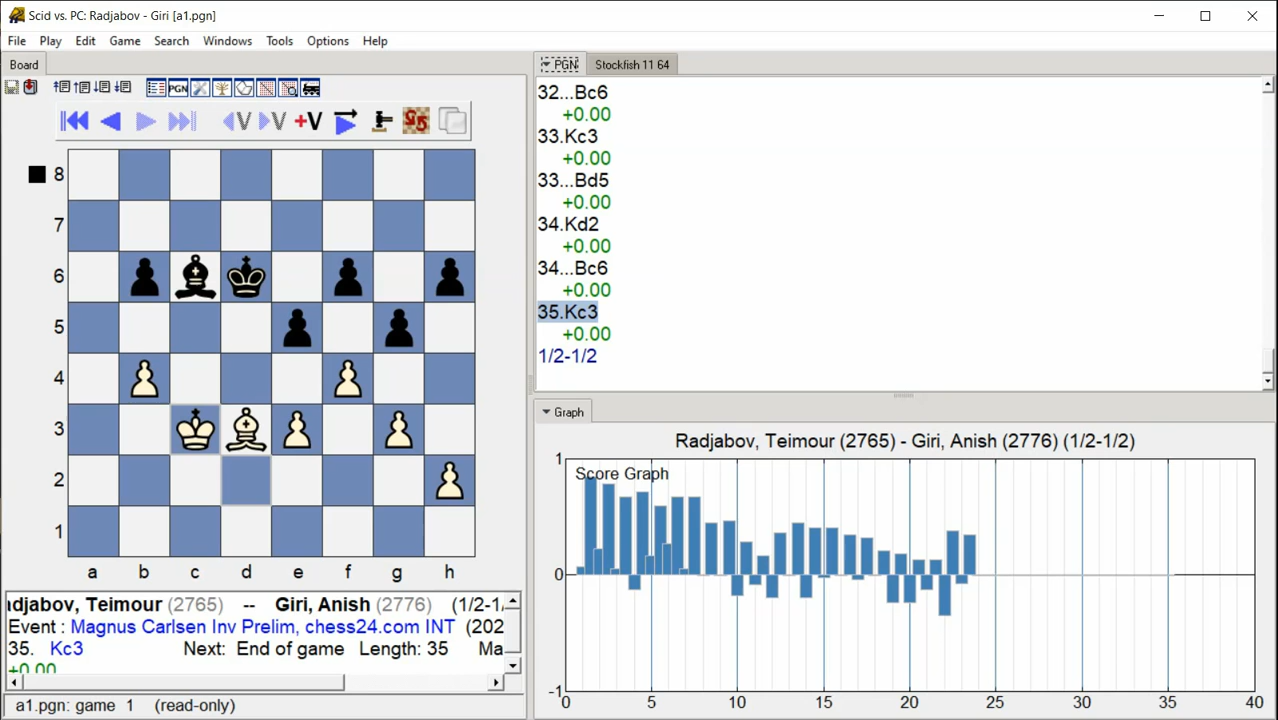 Scid vs. PC: Radjabov - Giri [a1.pgn]
File Play Edit Game Search Windows Tools Options Help
Board
PGN
V V +V
8
7
6
5
4
3
2
1
a b c d e f g h
djabov, Teimour (2765) -- Giri, Anish (2776) (1/2-1/
Event : Magnus Carlsen Inv Prelim, chess24.com INT (202
35. Kc3 Next: End of game Length: 35 Ma
+0.00
a1.pgn: game 1 (read-only)
PGN Stockfish 11 64
32...Bc6
+0.00
33.Kc3
+0.00
33...Bd5
+0.00
34.Kd2
+0.00
34...Bc6
+0.00
35.Kc3
+0.00
1/2-1/2
Graph
Radjabov, Teimour (2765) - Giri, Anish (2776) (1/2-1/2)
Score Graph
1
0
-1
0 5 10 15 20 25 30 35 40